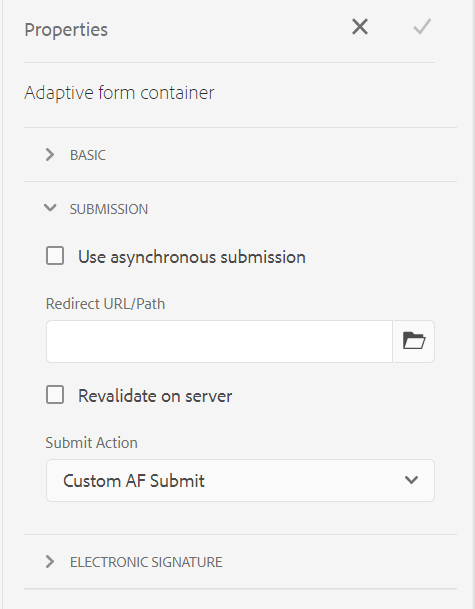 Properties
Adaptive form container
BASIC
SUBMISSION
Use asynchronous submission
Redirect URL/Path
Revalidate on server
Submit Action
Custom AF Submit
ELECTRONIC SIGNATURE